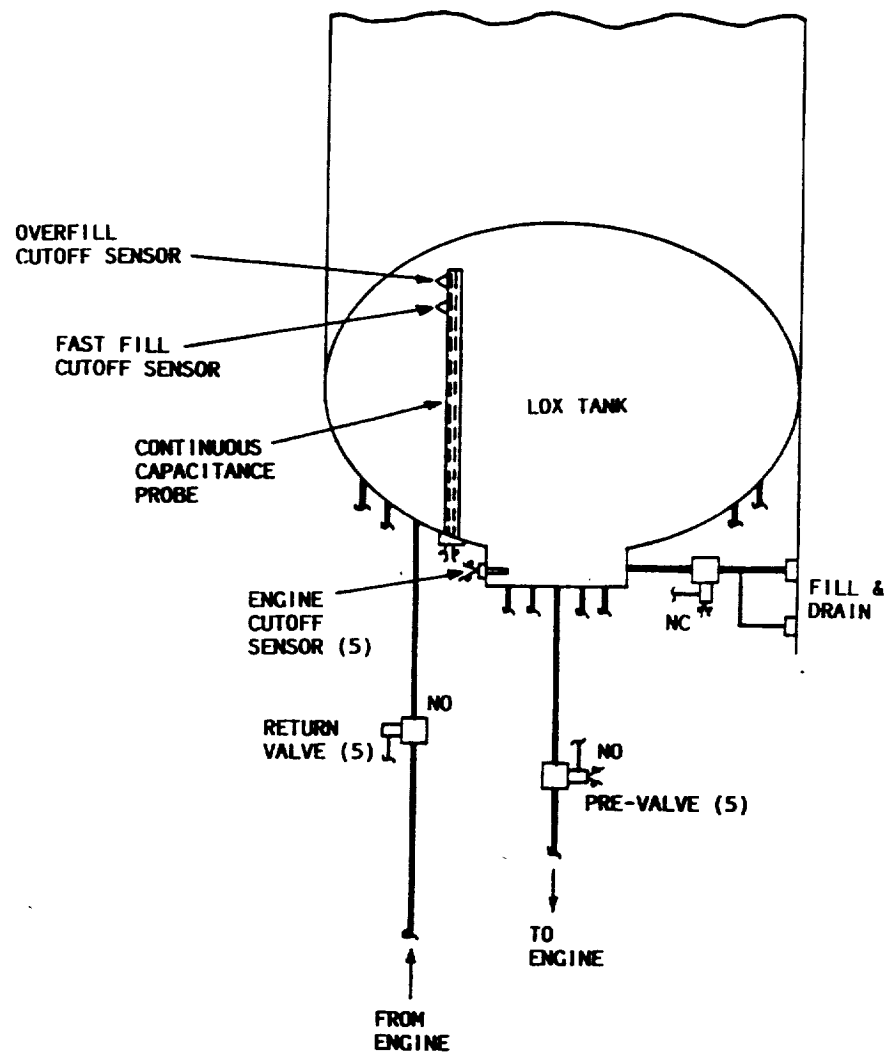 OVERFILL
CUTOFF SENSOR
FAST FILL
CUTOFF SENSOR
LOX TANK
CONTINUOUS
CAPACITANCE
PROBE
ENGINE
CUTOFF
SENSOR (5)
FILL &
DRAIN
NC
NO
RETURN
VALVE (5)
NO
PRE-VALVE (5)
TO
ENGINE
FROM
ENGINE